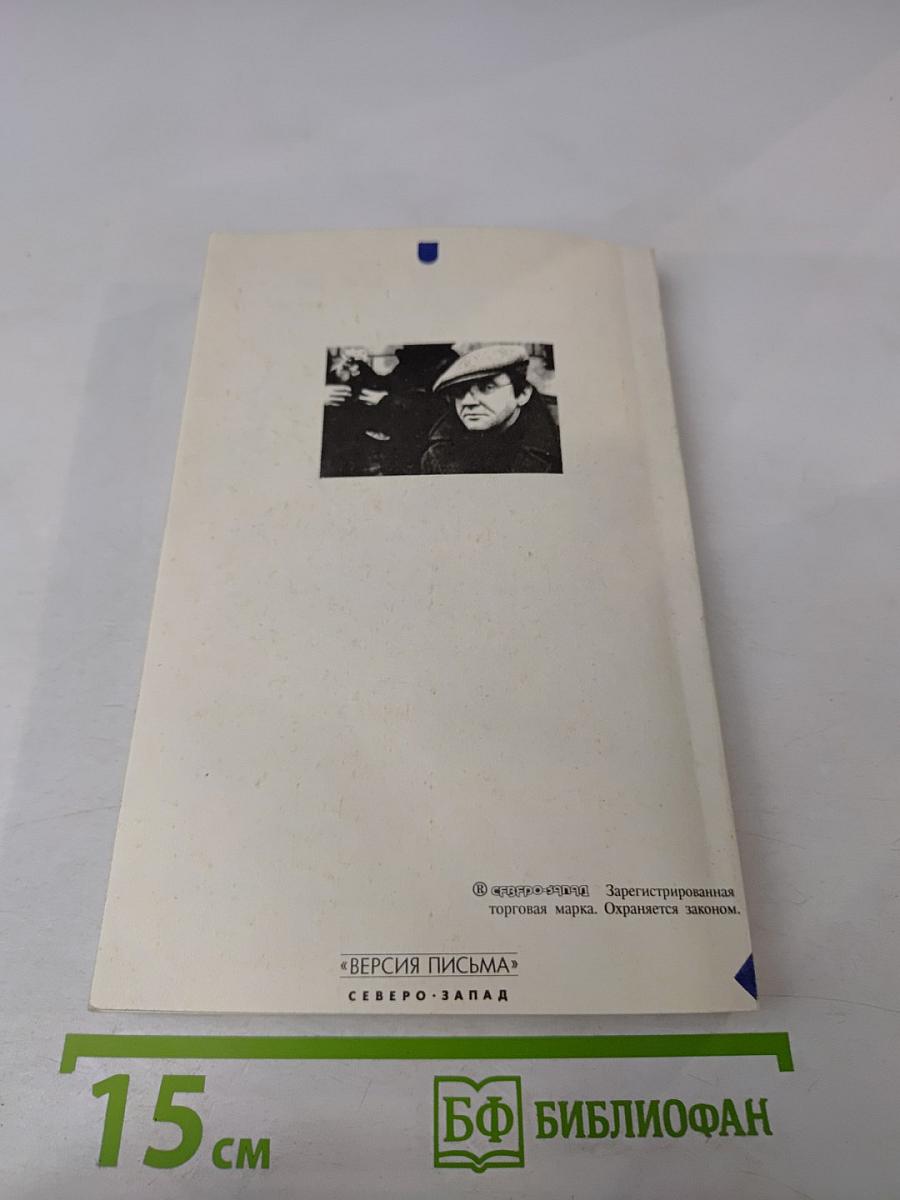 ® СЕВЕРО-ЗАПАД Зарегистрированная
торговая марка. Охраняется законом.
«ВЕРСИЯ ПИСЬМА»
СЕВЕРО·ЗАПАД
15 см
БФ БИБЛИОФАН